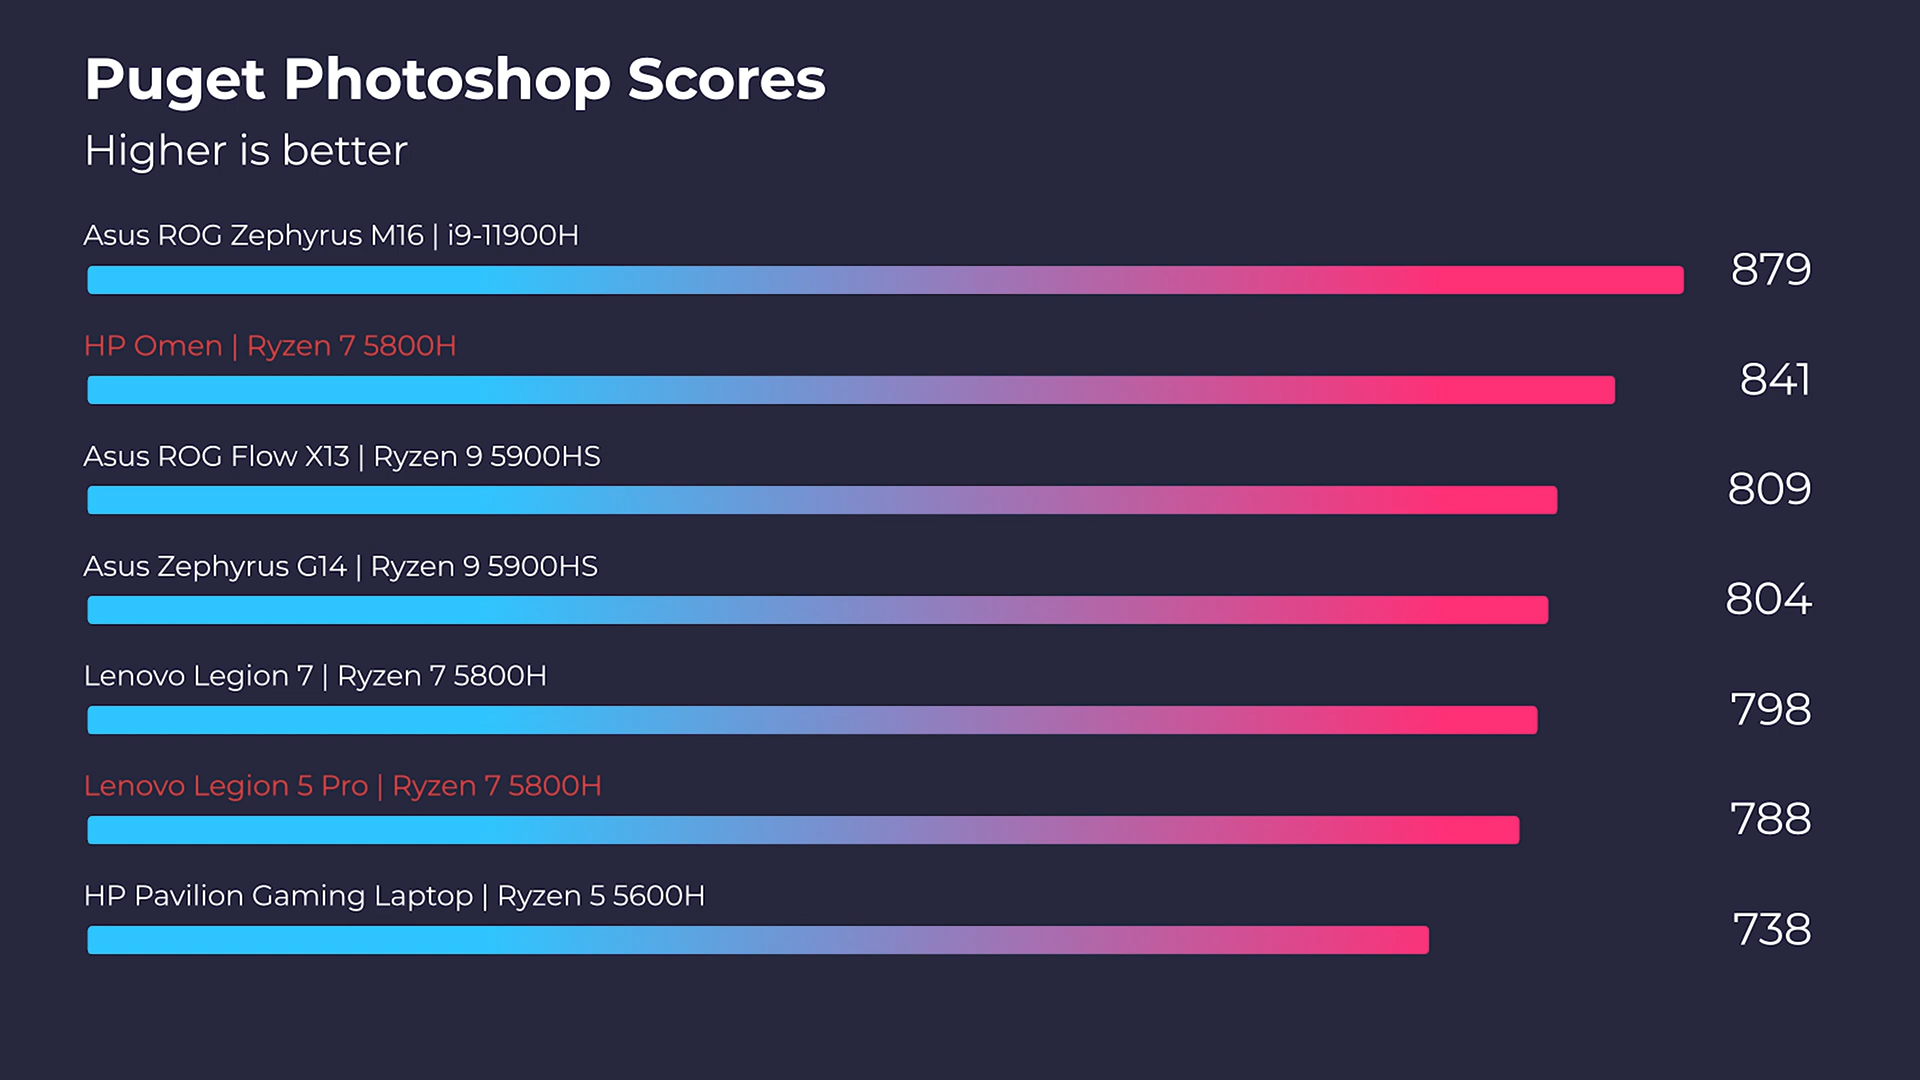 Puget Photoshop Scores
Higher is better
Asus ROG Zephyrus M16 | i9-11900H
879
HP Omen | Ryzen 7 5800H
841
Asus ROG Flow X13 | Ryzen 9 5900HS
809
Asus Zephyrus G14 | Ryzen 9 5900HS
804
Lenovo Legion 7 | Ryzen 7 5800H
798
Lenovo Legion 5 Pro | Ryzen 7 5800H
788
HP Pavilion Gaming Laptop | Ryzen 5 5600H
738